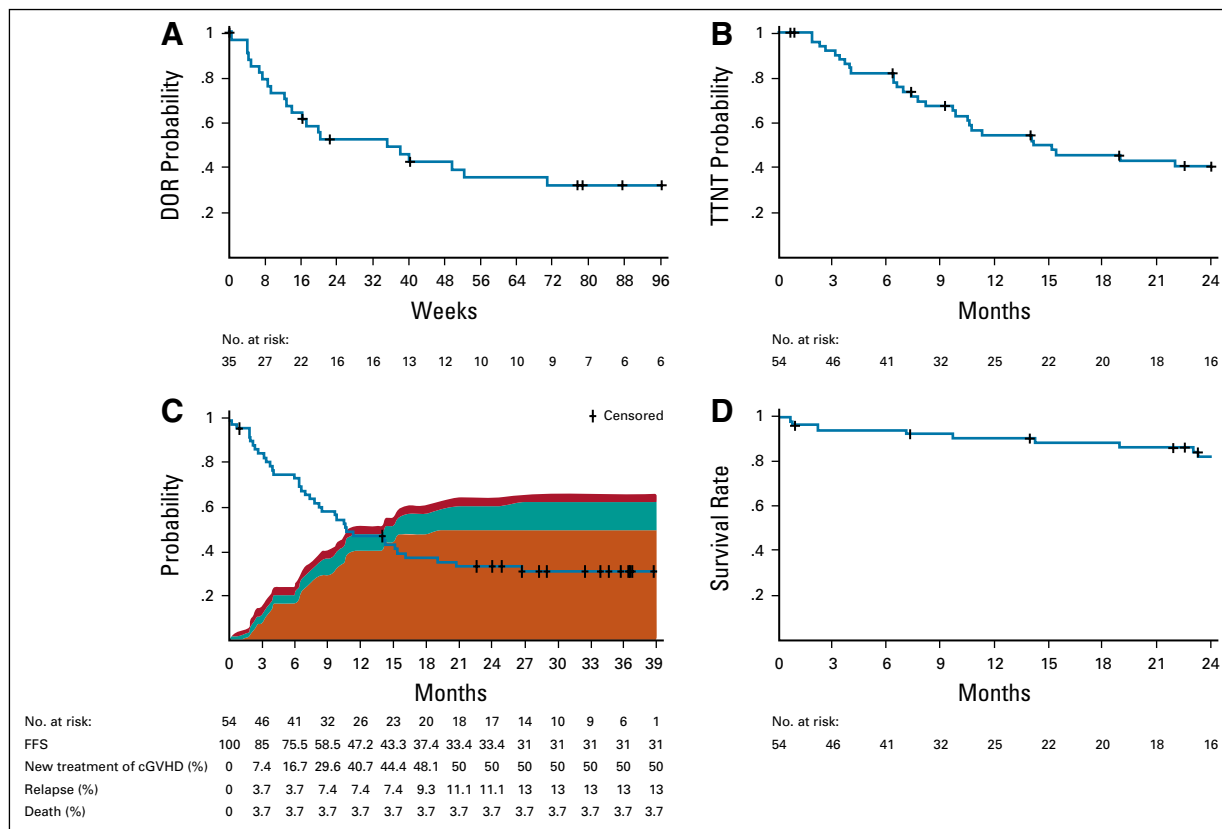 A
DOR Probability
1
.8
.6
.4
.2
0 8 16 24 32 40 48 56 64 72 80 88 96
Weeks
No. at risk:
35 27 22 16 16 13 12 10 10 9 7 6 6
B
TTNT Probability
1
.8
.6
.4
.2
0 3 6 9 12 15 18 21 24
Months
No. at risk:
54 46 41 32 25 22 20 18 16
C
Censored
Probability
1
.8
.6
.4
.2
0 3 6 9 12 15 18 21 24 27 30 33 36 39
Months
No. at risk: 54 46 41 32 26 23 20 18 17 14 10 9 6 1
FFS 100 85 75.5 58.5 47.2 43.3 37.4 33.4 33.4 31 31 31 31 31
New treatment of cGVHD (%) 0 7.4 16.7 29.6 40.7 44.4 48.1 50 50 50 50 50 50 50
Relapse (%) 0 3.7 3.7 7.4 7.4 7.4 9.3 11.1 11.1 13 13 13 13 13
Death (%) 0 3.7 3.7 3.7 3.7 3.7 3.7 3.7 3.7 3.7 3.7 3.7 3.7 3.7
D
Survival Rate
1
.8
.6
.4
.2
0 3 6 9 12 15 18 21 24
Months
No. at risk:
54 46 41 32 25 22 20 18 16